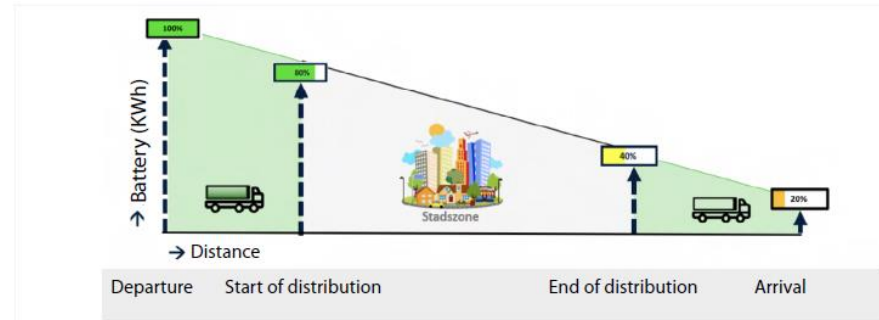 100%
80%
40%
20%
→ Battery (KWh)
Stadszone
→ Distance
Departure Start of distribution End of distribution Arrival